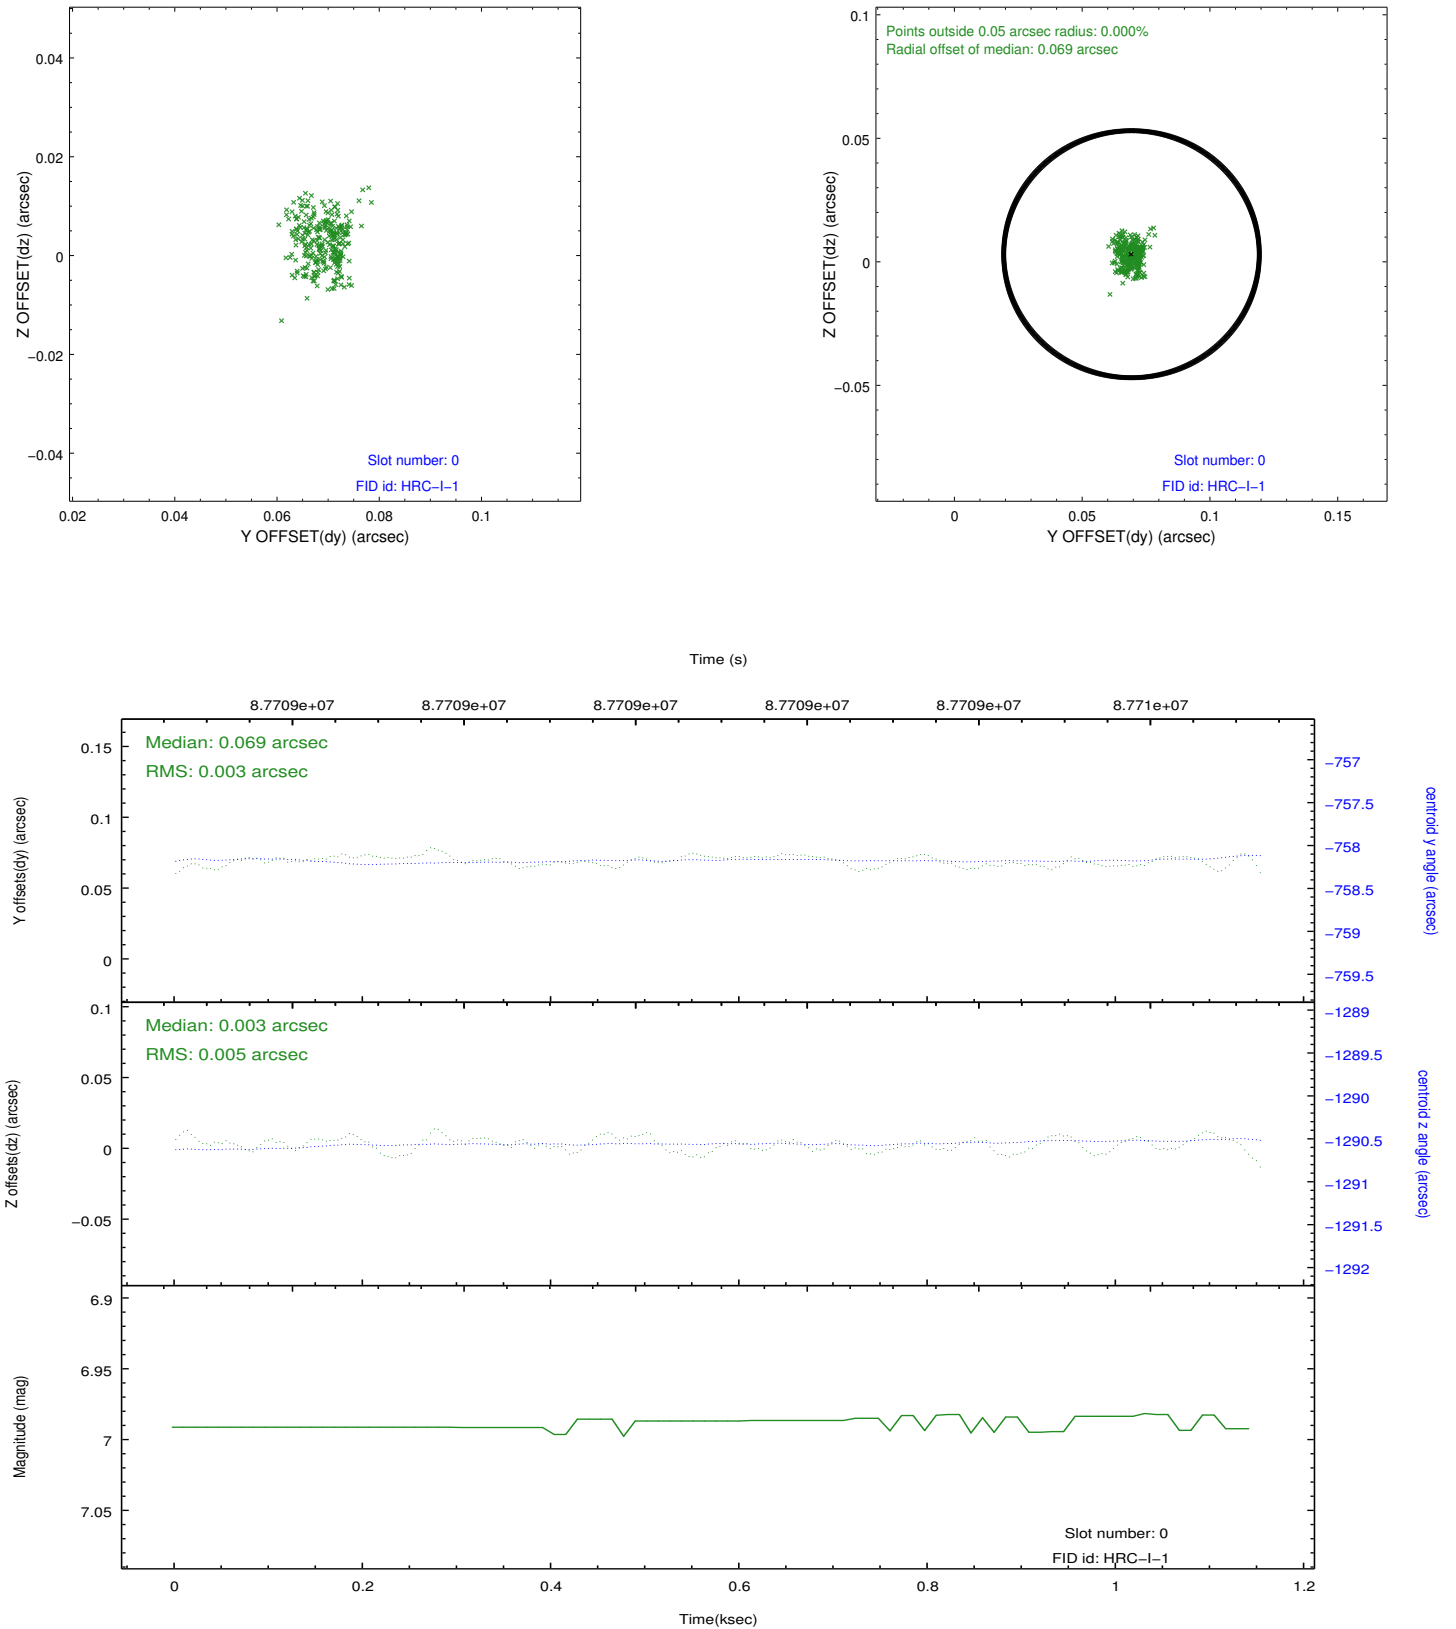 0.04
0.02
0
−0.02
−0.04
Z OFFSET(dz) (arcsec)
Slot number: 0
FID id: HRC−I−1
0.02
0.04
0.06
0.08
0.1
Y OFFSET(dy) (arcsec)
Points outside 0.05 arcsec radius: 0.000%
Radial offset of median: 0.069 arcsec
0.1
0.05
0
−0.05
Z OFFSET(dz) (arcsec)
Slot number: 0
FID id: HRC−I−1
0
0.05
0.1
0.15
Y OFFSET(dy) (arcsec)
Time (s)
8.7709e+07
8.7709e+07
8.7709e+07
8.7709e+07
8.7709e+07
8.771e+07
Median: 0.069 arcsec
RMS: 0.003 arcsec
0.15
0.1
0.05
0
Y offsets(dy) (arcsec)
−757
−757.5
−758
−758.5
−759
−759.5
centroid y angle (arcsec)
Median: 0.003 arcsec
RMS: 0.005 arcsec
0.1
0.05
0
−0.05
Z offsets(dz) (arcsec)
−1289
−1289.5
−1290
−1290.5
−1291
−1291.5
−1292
centroid z angle (arcsec)
6.9
6.95
7
7.05
Magnitude (mag)
Slot number: 0
FID id: HRC−I−1
0
0.2
0.4
0.6
0.8
1
1.2
Time(ksec)